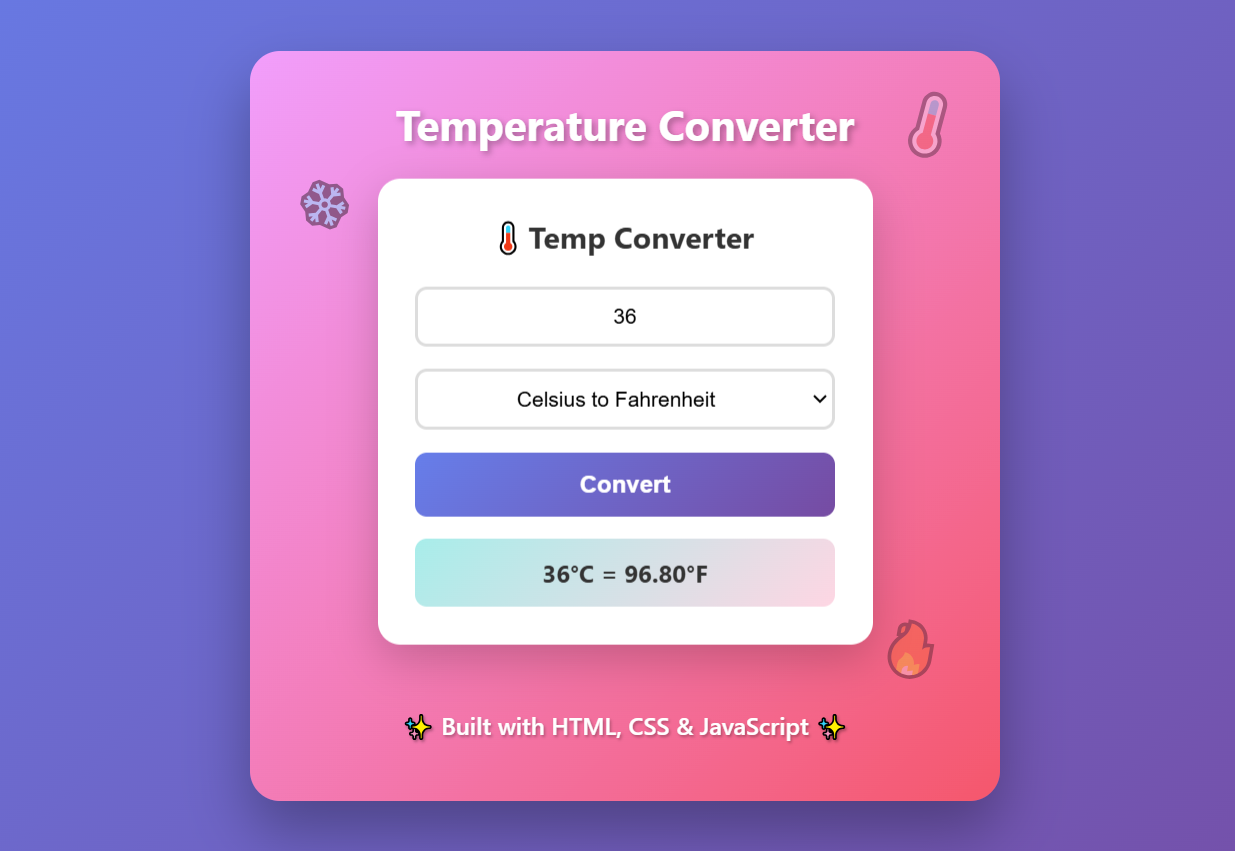 Temperature Converter
🌡️ Temp Converter
36
Celsius to Fahrenheit
Convert
36°C = 96.80°F
✨ Built with HTML, CSS & JavaScript ✨